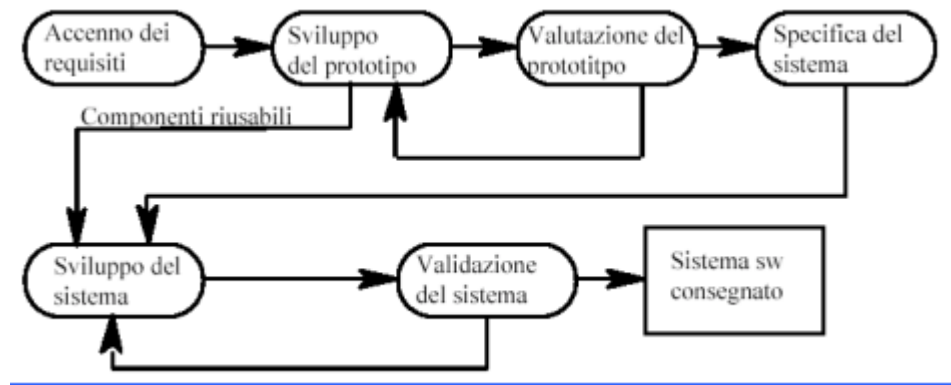 Accenno dei
requisiti
Sviluppo
del prototipo
Valutazione del
prototitpo
Specifica del
sistema
Componenti riusabili
Sviluppo del
sistema
Validazione
del sistema
Sistema sw
consegnato